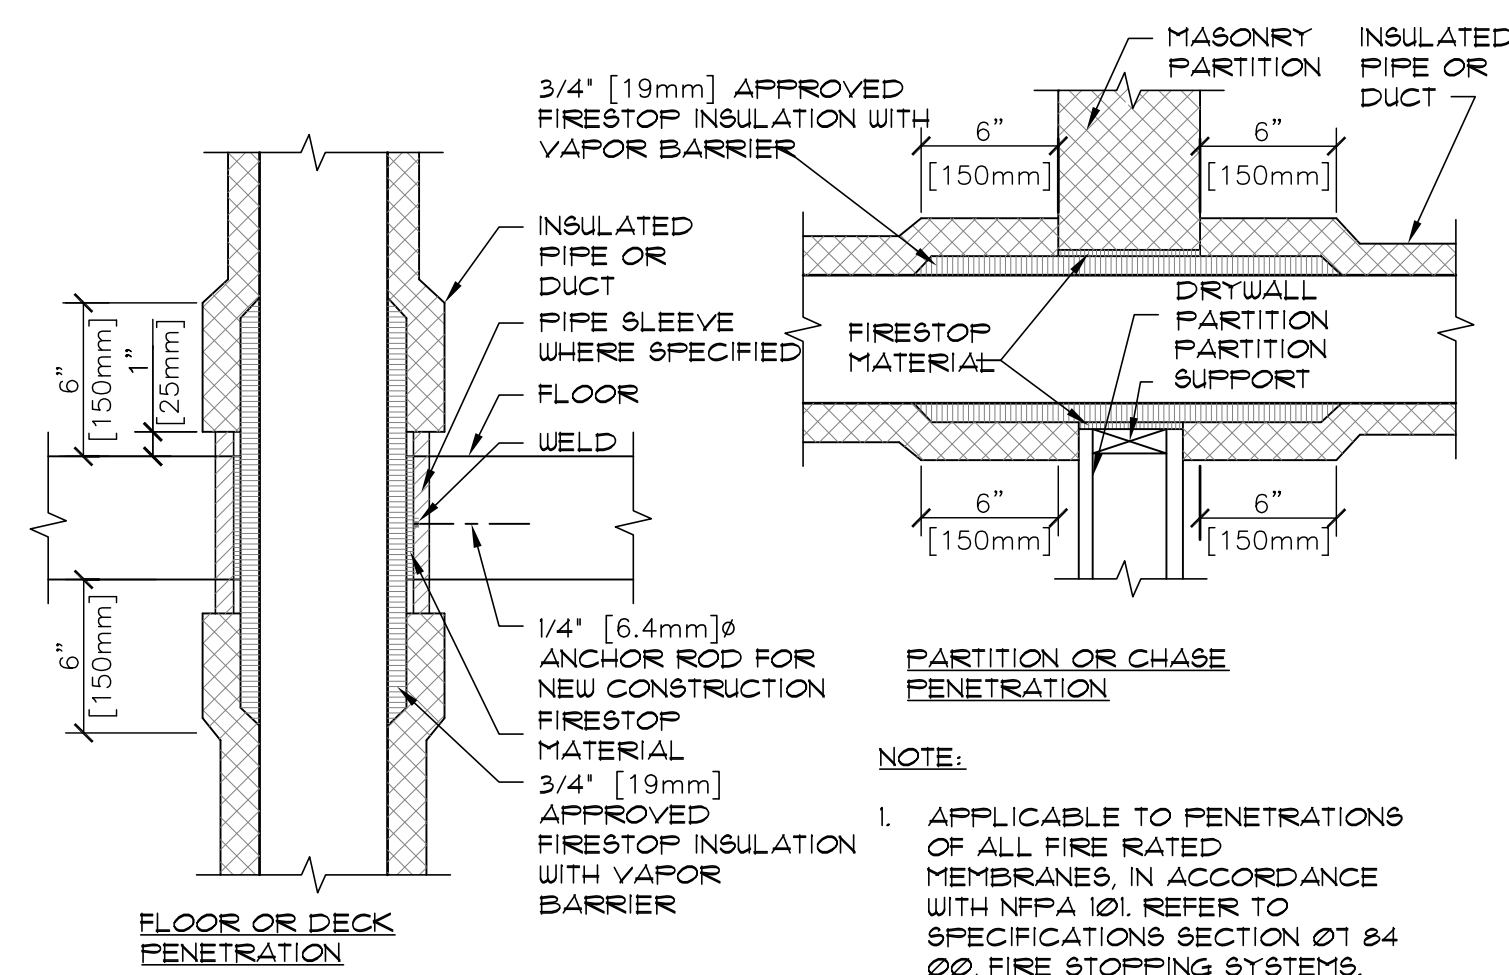 3/4" [19mm] APPROVED
FIRESTOP INSULATION WITH
VAPOR BARRIER
INSULATED
PIPE OR
DUCT
PIPE SLEEVE
WHERE SPECIFIED
FLOOR
WELD
6"
[150mm]
1"
[25mm]
6"
[150mm]
1/4" [6.4mm]ø
ANCHOR ROD FOR
NEW CONSTRUCTION
FIRESTOP
MATERIAL
3/4" [19mm]
APPROVED
FIRESTOP INSULATION
WITH VAPOR
BARRIER
FLOOR OR DECK
PENETRATION
MASONRY
PARTITION
INSULATED
PIPE OR
DUCT
6"
[150mm]
6"
[150mm]
FIRESTOP
MATERIAL
DRYWALL
PARTITION
PARTITION
SUPPORT
6"
[150mm]
6"
[150mm]
PARTITION OR CHASE
PENETRATION
NOTE:
1. APPLICABLE TO PENETRATIONS
OF ALL FIRE RATED
MEMBRANES, IN ACCORDANCE
WITH NFPA 101. REFER TO
SPECIFICATIONS SECTION 07 84
00, FIRE STOPPING SYSTEMS.